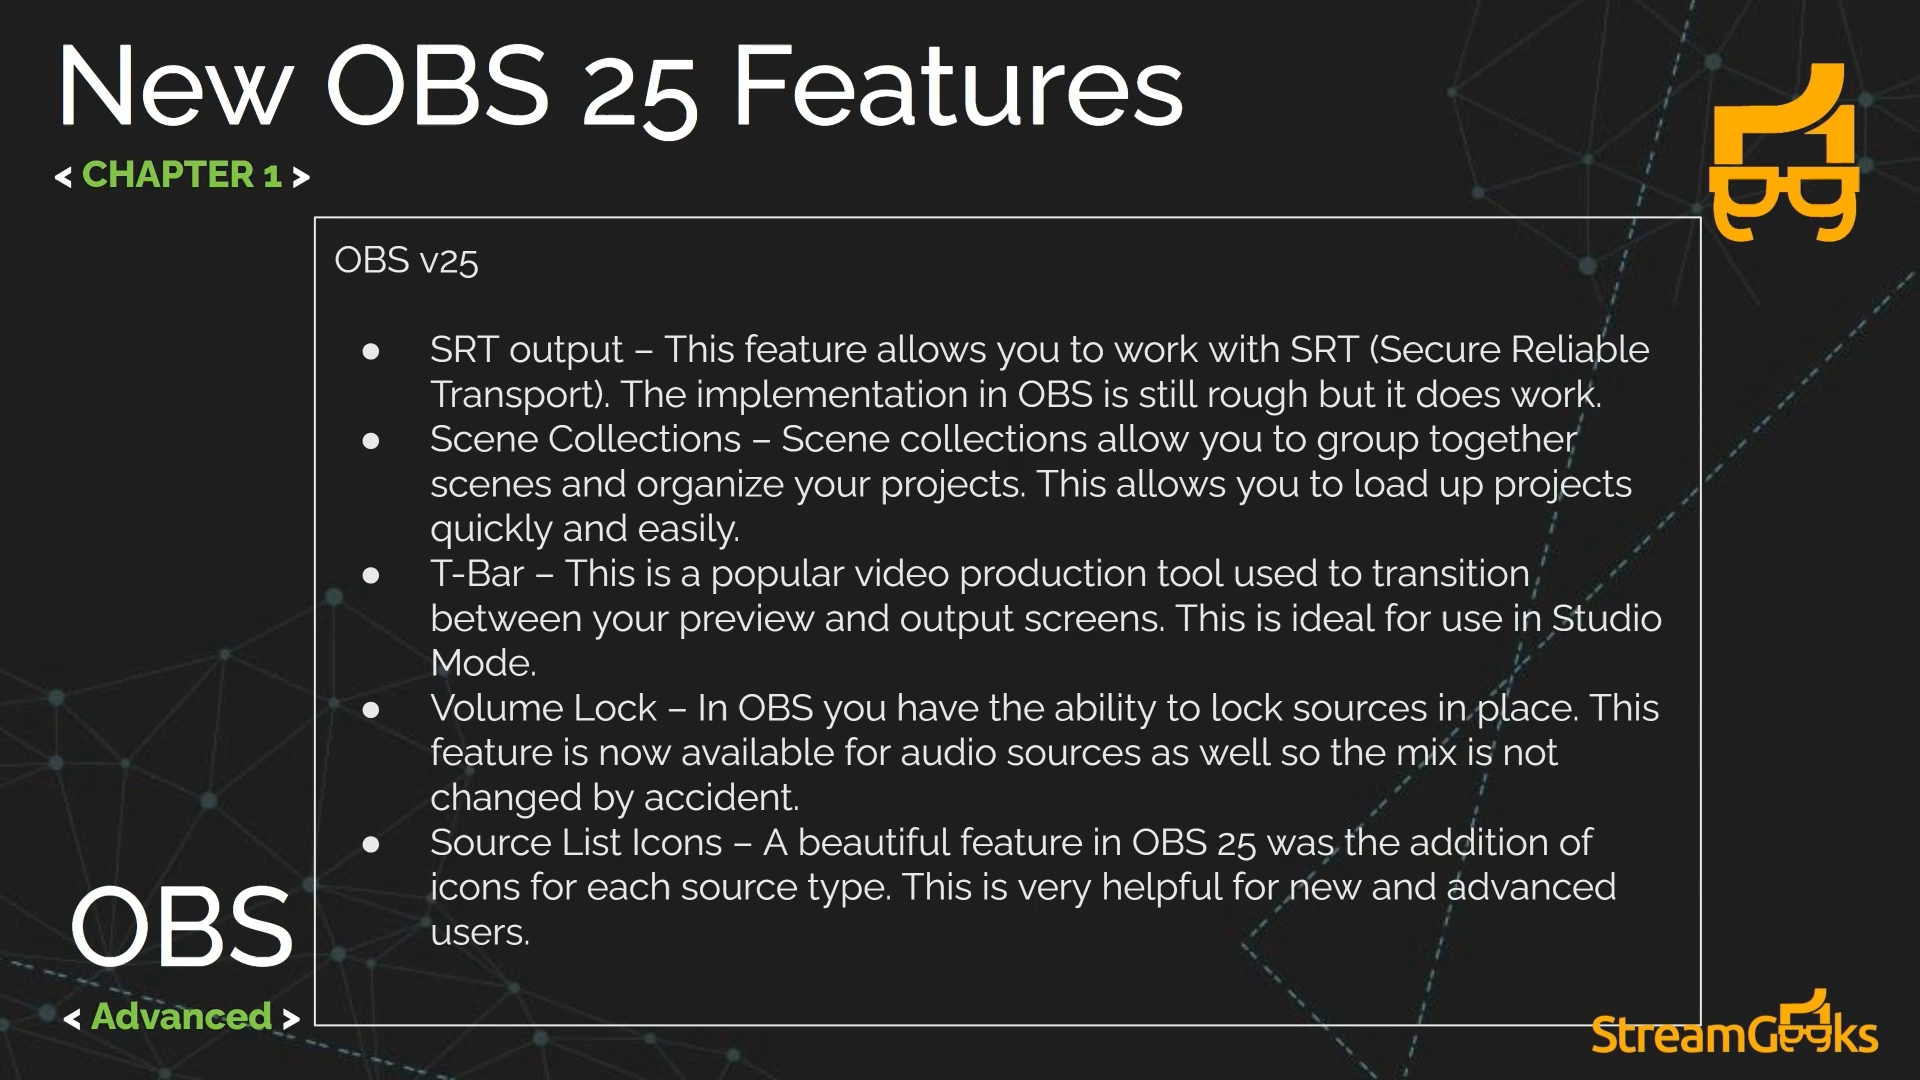 New OBS 25 Features
< CHAPTER 1 >
OBS v25
● SRT output – This feature allows you to work with SRT (Secure Reliable
Transport). The implementation in OBS is still rough but it does work.
● Scene Collections – Scene collections allow you to group together
scenes and organize your projects. This allows you to load up projects
quickly and easily.
● T-Bar – This is a popular video production tool used to transition
between your preview and output screens. This is ideal for use in Studio
Mode.
● Volume Lock – In OBS you have the ability to lock sources in place. This
feature is now available for audio sources as well so the mix is not
changed by accident.
● Source List Icons – A beautiful feature in OBS 25 was the addition of
icons for each source type. This is very helpful for new and advanced
users.
OBS
< Advanced >
StreamGeeks